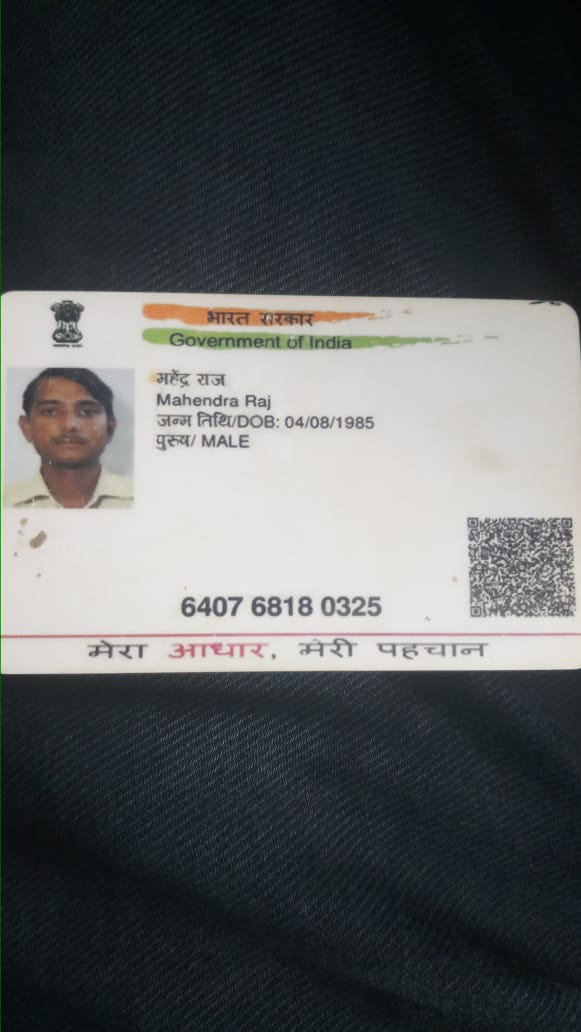 भारत सरकार
Government of India
महेंद्र राज
Mahendra Raj
जन्म तिथि/DOB: 04/08/1985
पुरुष/ MALE
6407 6818 0325
मेरा आधार, मेरी पहचान